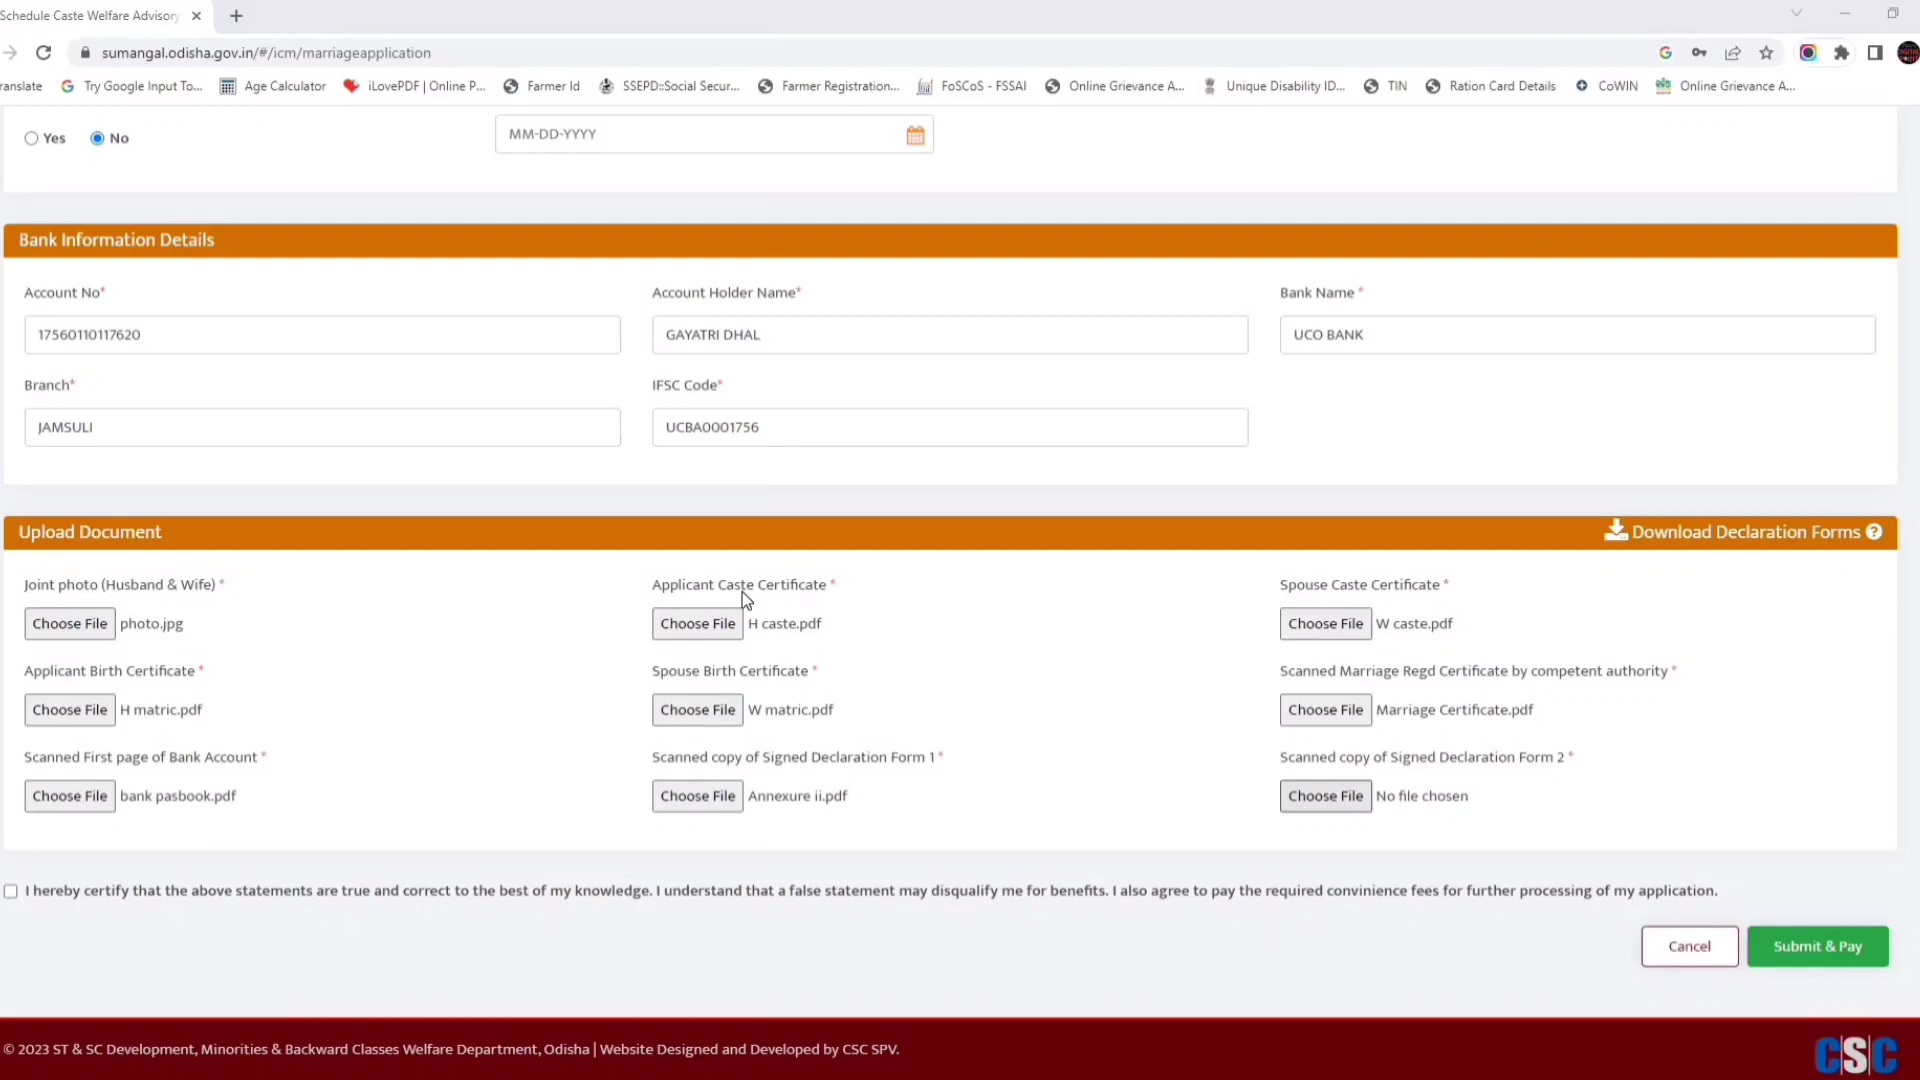 Schedule Caste Welfare Advisory
sumangal.odisha.gov.in/#/icm/marriageapplication
anslate Try Google Input To... Age Calculator iLovePDF | Online P... Farmer Id SSEPD::Social Secur... Farmer Registration... FoSCoS - FSSAI Online Grievance A... Unique Disability ID... TIN Ration Card Details CoWIN Online Grievance A...
Yes No MM-DD-YYYY
Bank Information Details
Account No* Account Holder Name* Bank Name *
17560110117620 GAYATRI DHAL UCO BANK
Branch* IFSC Code*
JAMSULI UCBA0001756
Upload Document Download Declaration Forms ?
Joint photo (Husband & Wife) * Applicant Caste Certificate * Spouse Caste Certificate *
Choose File photo.jpg Choose File H caste.pdf Choose File W caste.pdf
Applicant Birth Certificate * Spouse Birth Certificate * Scanned Marriage Regd Certificate by competent authority *
Choose File H matric.pdf Choose File W matric.pdf Choose File Marriage Certificate.pdf
Scanned First page of Bank Account * Scanned copy of Signed Declaration Form 1 * Scanned copy of Signed Declaration Form 2 *
Choose File bank pasbook.pdf Choose File Annexure ii.pdf Choose File No file chosen
I hereby certify that the above statements are true and correct to the best of my knowledge. I understand that a false statement may disqualify me for benefits. I also agree to pay the required convinience fees for further processing of my application.
Cancel Submit & Pay
© 2023 ST & SC Development, Minorities & Backward Classes Welfare Department, Odisha | Website Designed and Developed by CSC SPV.
CSC